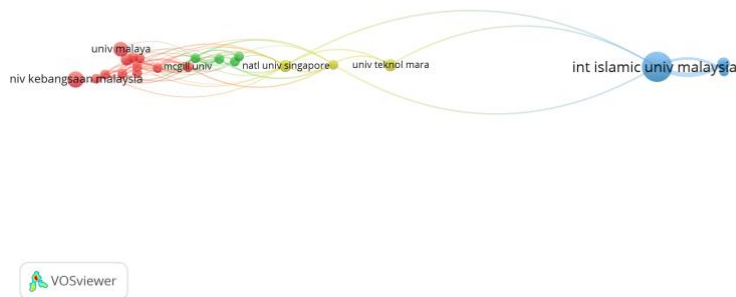 univ malaya
niv kebangsaan malaysia
mcgill univ
natl univ singapore
univ teknol mara
int islamic univ malaysia
VOSviewer